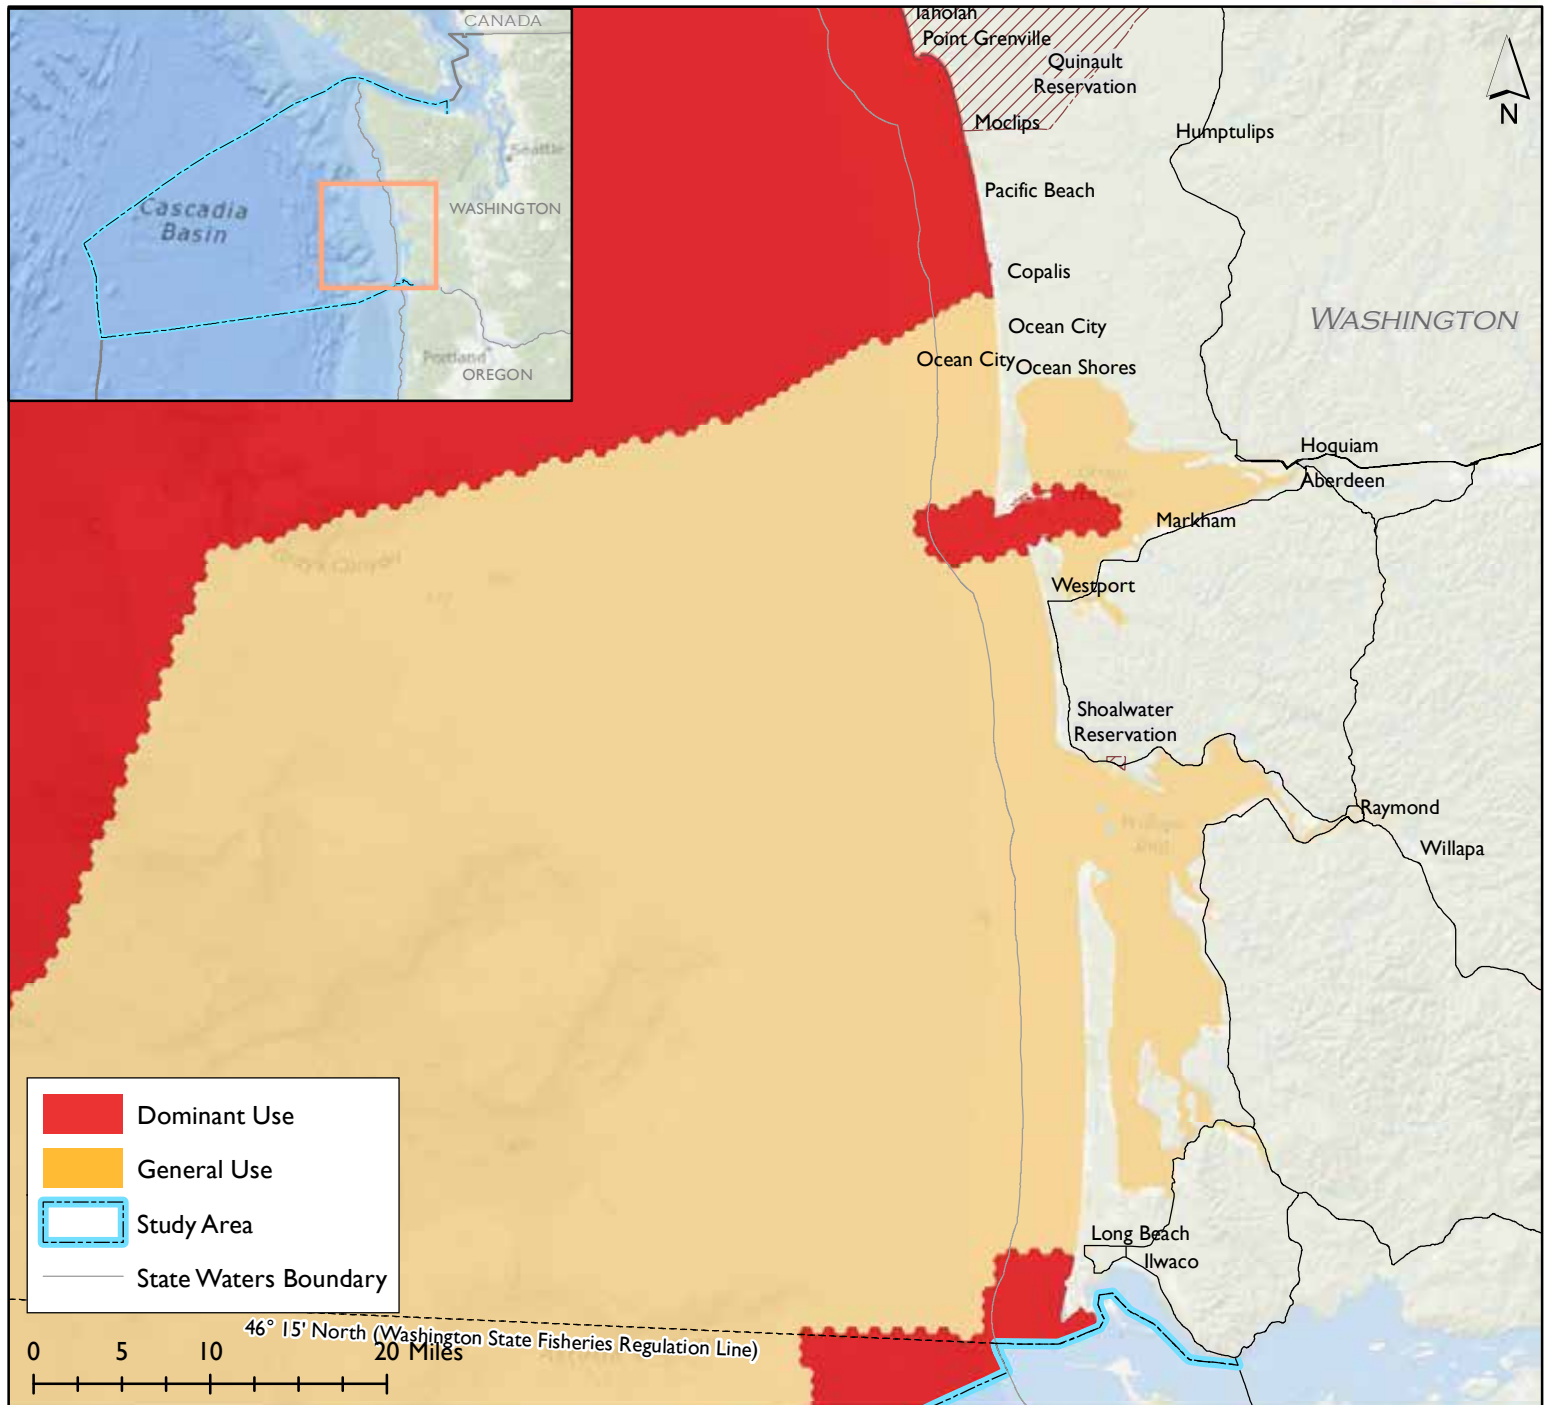 CANADA
Seattle
WASHINGTON
Cascadia
Basin
Portland
OREGON
Taholah
Point Grenville
Quinault
Reservation
Moclips
Humptulips
N
Pacific Beach
Copalis
WASHINGTON
Ocean City
Ocean City
Ocean Shores
Hoquiam
Aberdeen
Markham
Westport
Shoalwater
Reservation
Raymond
Willapa
Long Beach
Ilwaco
Dominant Use
General Use
Study Area
State Waters Boundary
46° 15' North (Washington State Fisheries Regulation Line)
0 5 10 20 Miles